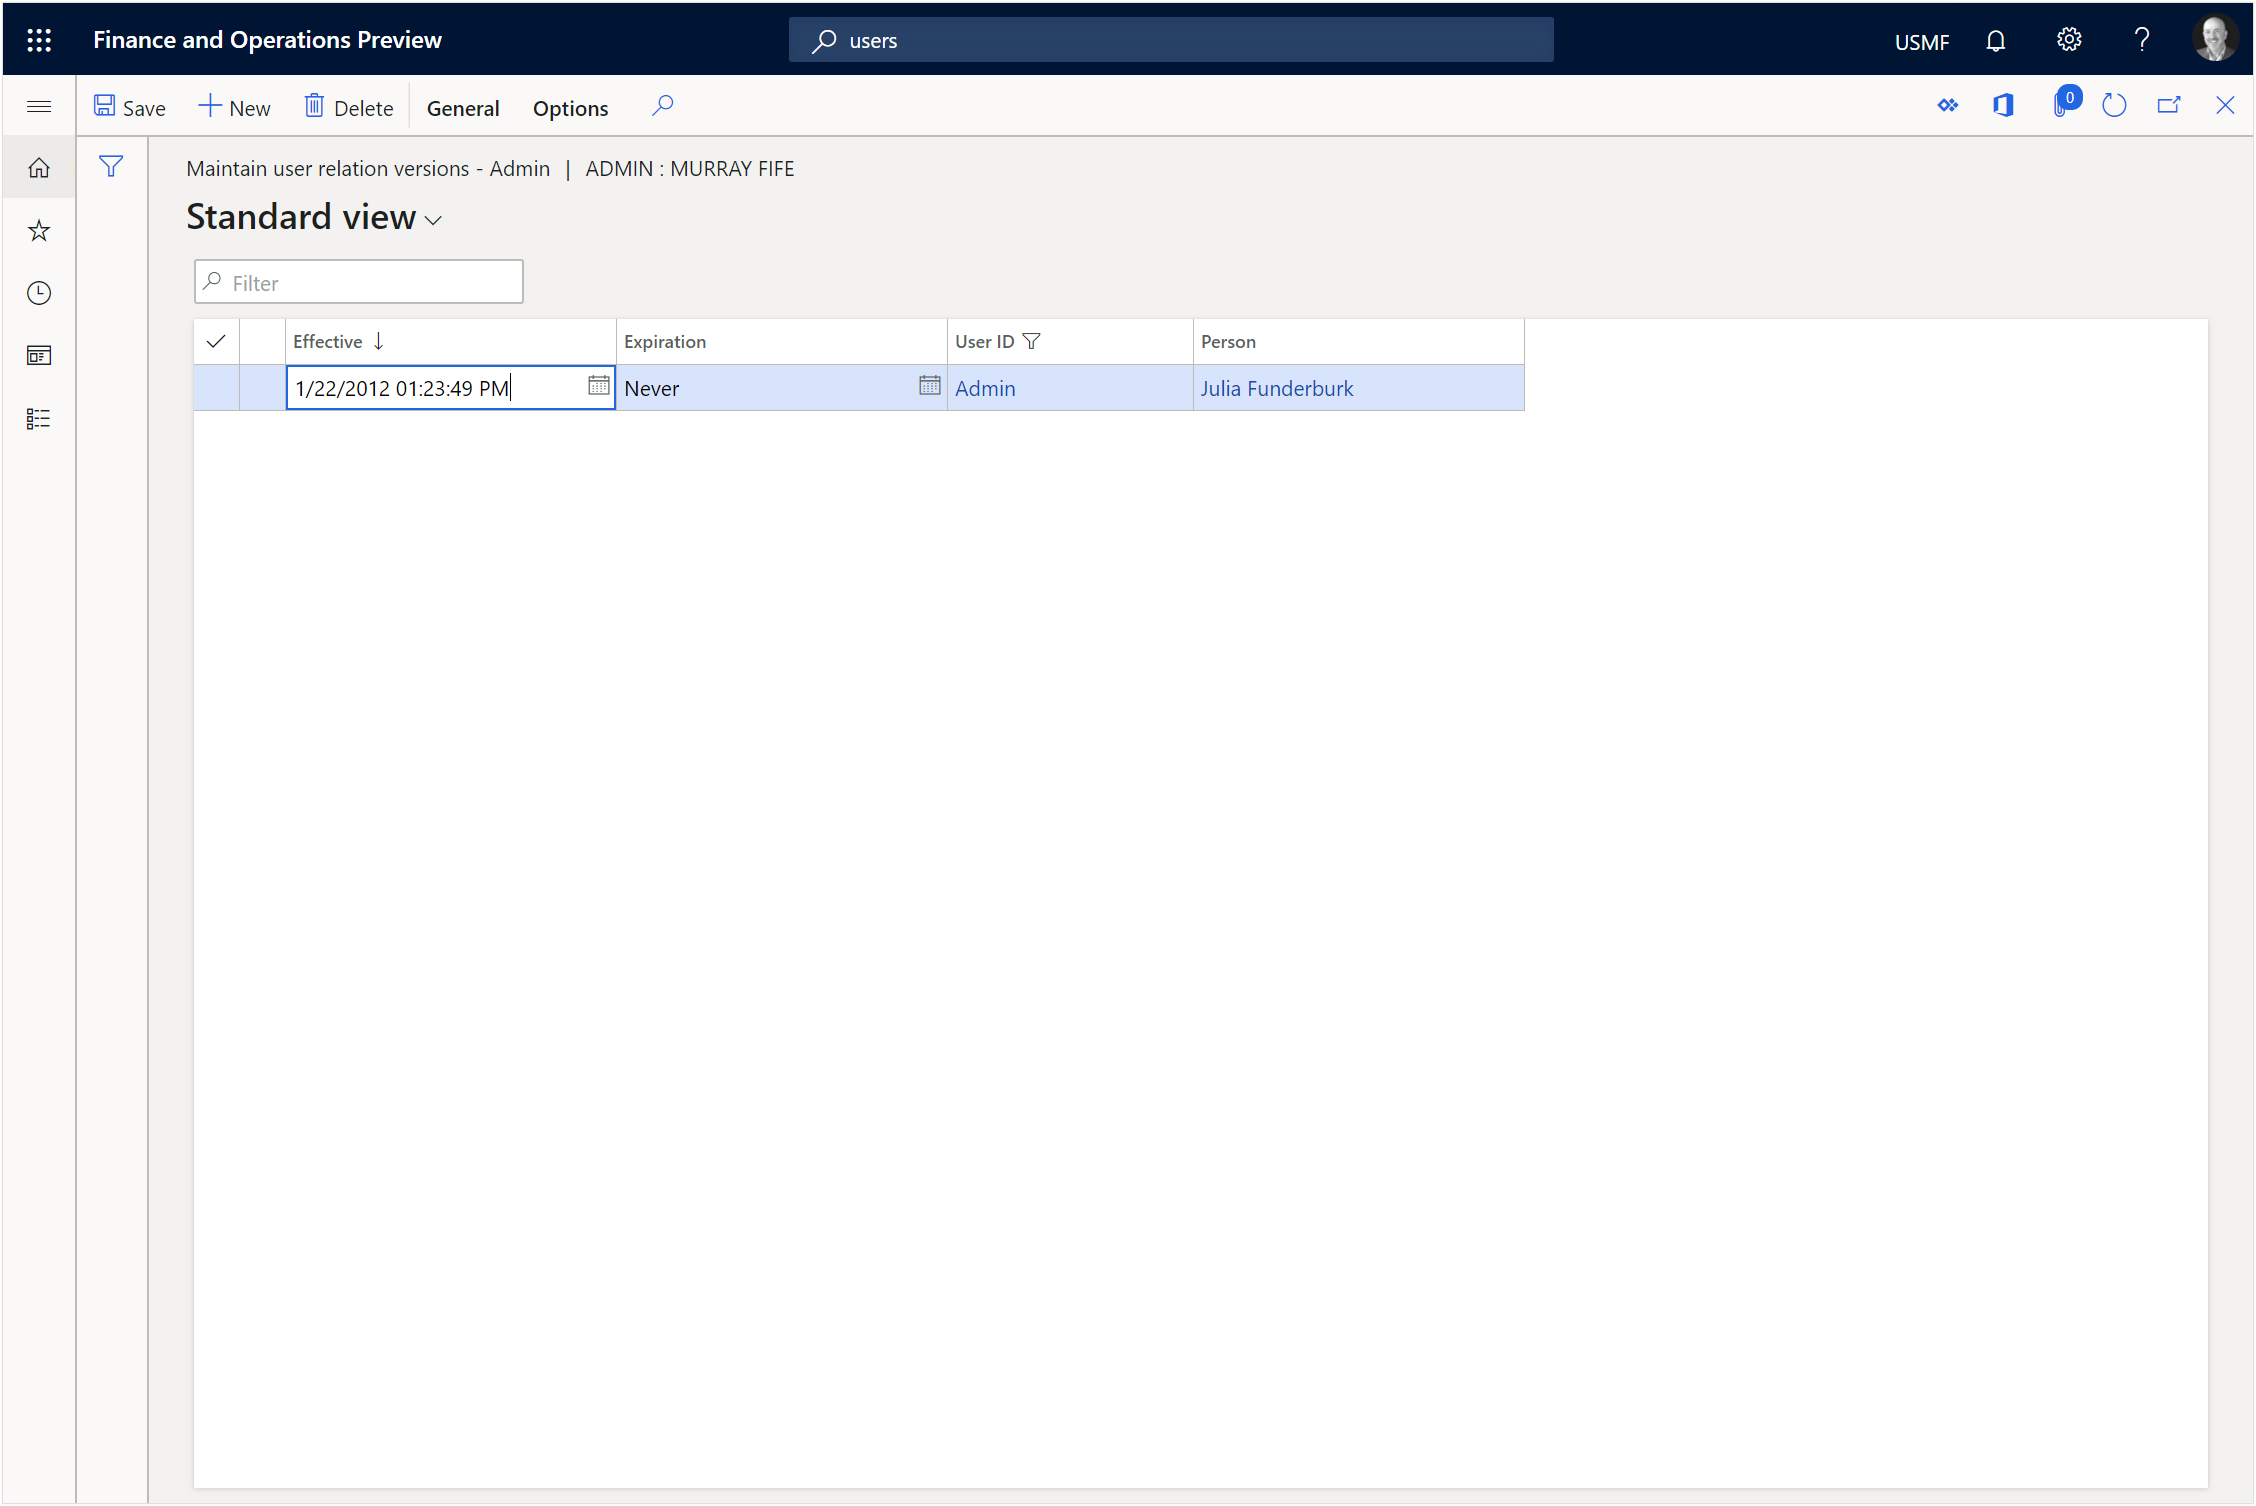 Finance and Operations Preview
users
USMF
?
Save
New
Delete
General
Options
0
Maintain user relation versions - Admin | ADMIN : MURRAY FIFE
Standard view
Filter
Effective ↓ Expiration User ID Person
1/22/2012 01:23:49 PM Never Admin Julia Funderburk